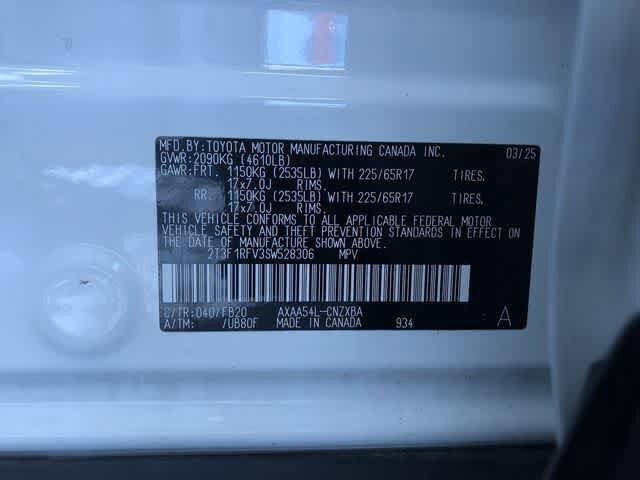 MFD.BY:TOYOTA MOTOR MANUFACTURING CANADA INC. 03/25
GVWR:2090KG (4610LB)
GAWR:FRT. 1150KG (2535LB) WITH 225/65R17 TIRES,
17x7.0J RIMS.
RR. 1150KG (2535LB) WITH 225/65R17 TIRES,
17x7.0J RIMS.
THIS VEHICLE CONFORMS TO ALL APPLICABLE FEDERAL MOTOR
VEHICLE SAFETY AND THEFT PREVENTION STANDARDS IN
EFFECT ON THE DATE OF MANUFACTURE SHOWN ABOVE.
2T3F1RFV3SW528306 MPV
C/TR:040/FB20 AXAA54L-CNZXBA
A/TM: /UB80F MADE IN CANADA 934 A